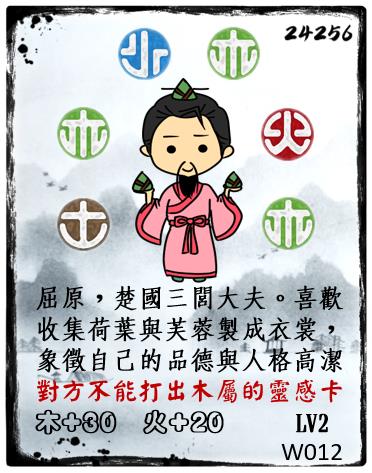 24256
水 木
木 火
土 木
屈原，楚國三閭大夫。喜歡
收集荷葉與芙蓉製成衣裳，
象徵自己的品德與人格高潔
對方不能打出木屬的靈感卡
木+30 火+20 LV2
W012